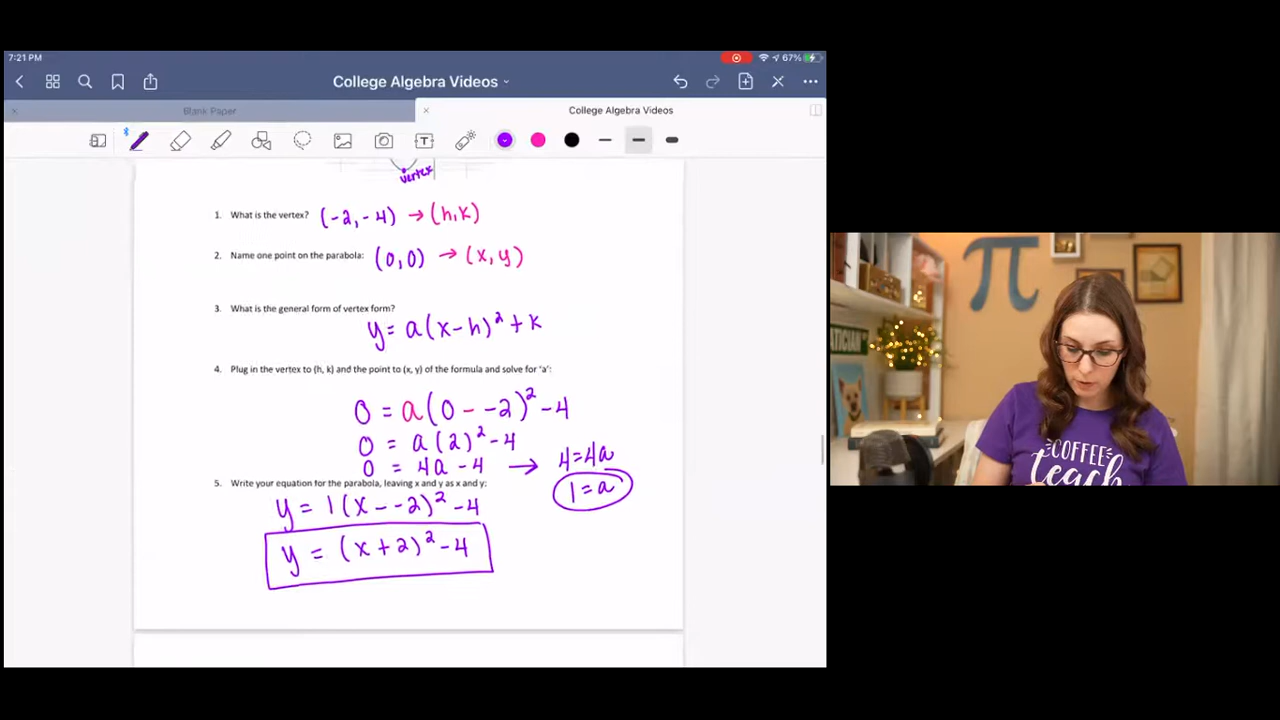 7:21 PM
67%
College Algebra Videos
Blank Paper
College Algebra Videos
vertex
1. What is the vertex? (-2, -4) → (h,k)
2. Name one point on the parabola: (0,0) → (x,y)
3. What is the general form of vertex form?
y = a(x-h)² + k
4. Plug in the vertex to (h, k) and the point to (x, y) of the formula and solve for 'a':
0 = a(0 - -2)² - 4
0 = a(2)² - 4
0 = 4a - 4 → 4 = 4a
1 = a
5. Write your equation for the parabola, leaving x and y as x and y:
y = 1(x - -2)² - 4
y = (x+2)² - 4
COFFEE
teach